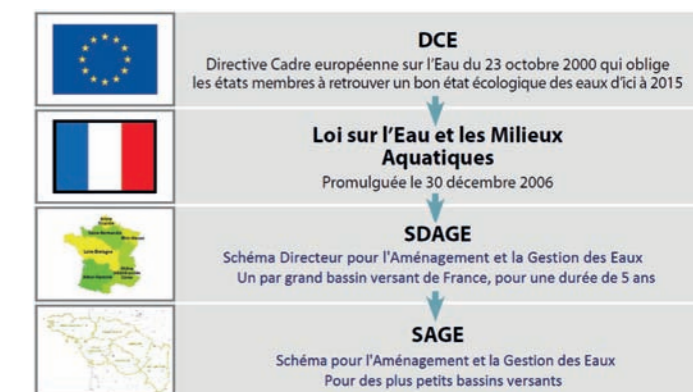 DCE
Directive Cadre européenne sur l'Eau du 23 octobre 2000 qui oblige
les états membres à retrouver un bon état écologique des eaux d'ici à 2015
Loi sur l'Eau et les Milieux
Aquatiques
Promulguée le 30 décembre 2006
SDAGE
Schéma Directeur pour l'Aménagement et la Gestion des Eaux
Un par grand bassin versant de France, pour une durée de 5 ans
SAGE
Schéma pour l'Aménagement et la Gestion des Eaux
Pour des plus petits bassins versants